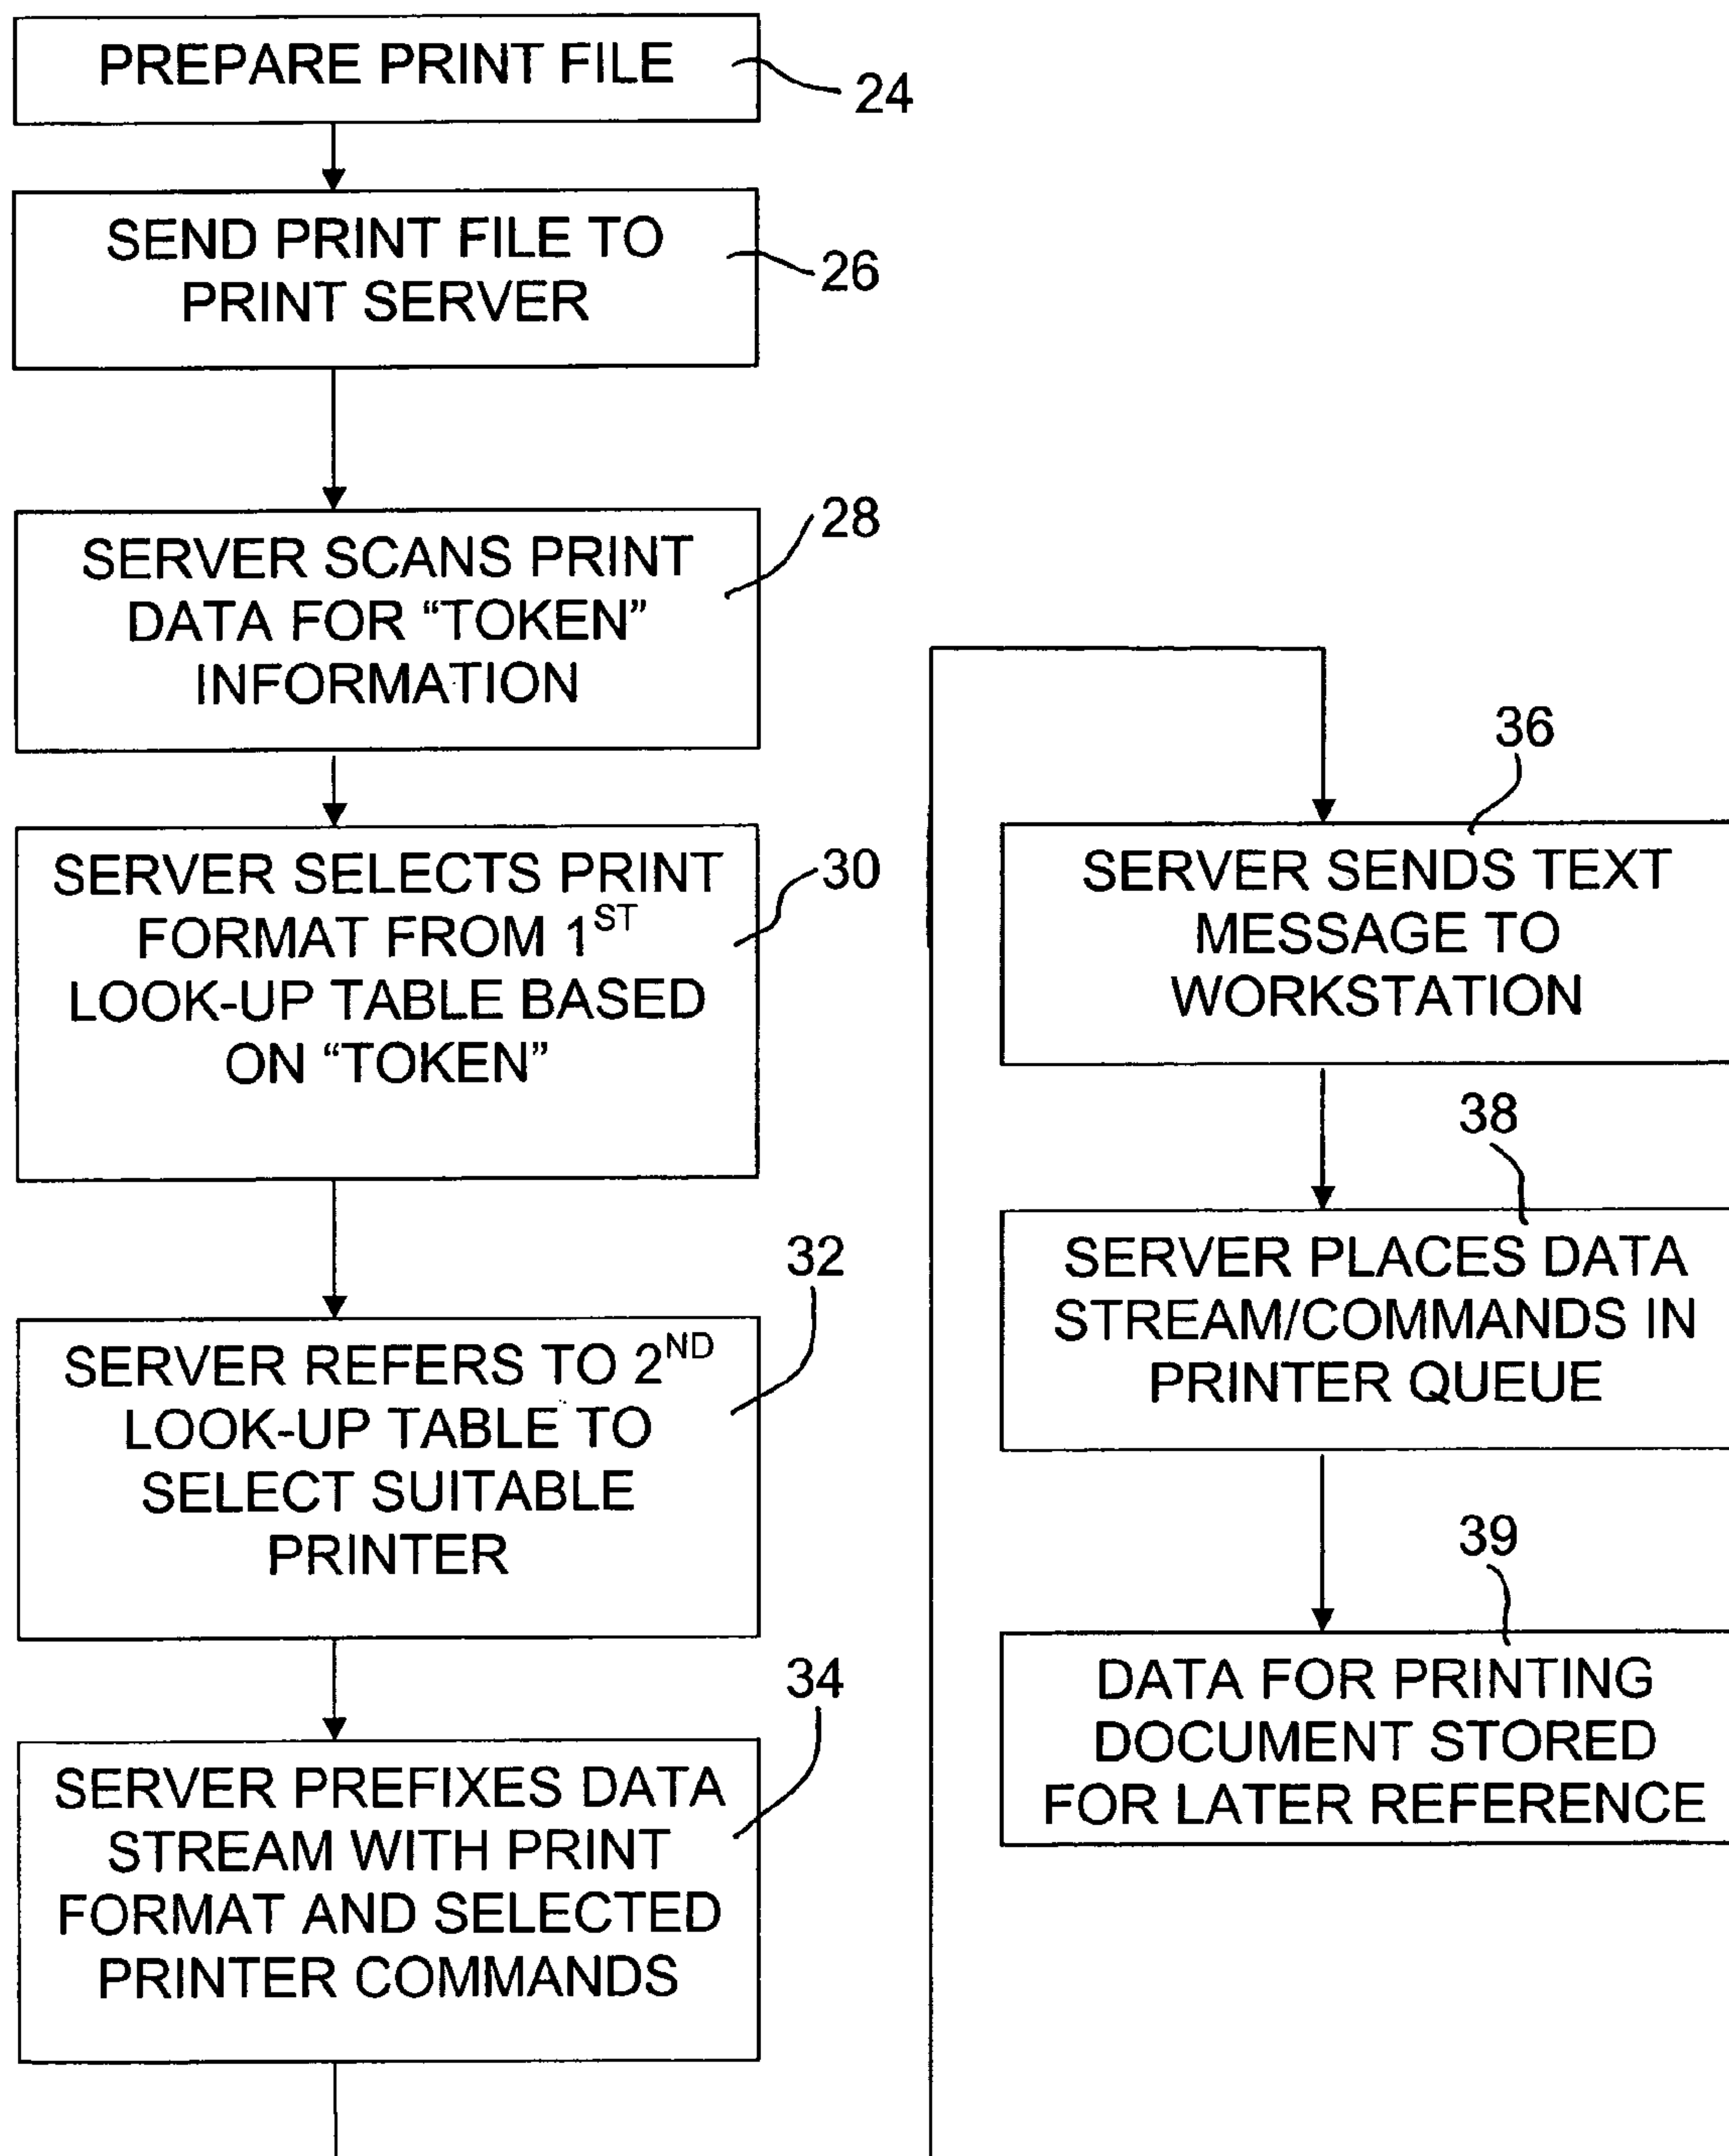 PREPARE PRINT FILE
24
SEND PRINT FILE TO
PRINT SERVER
26
SERVER SCANS PRINT
DATA FOR “TOKEN”
INFORMATION
28
SERVER SELECTS PRINT
FORMAT FROM 1ST
LOOK-UP TABLE BASED
ON “TOKEN”
30
SERVER REFERS TO 2ND
LOOK-UP TABLE TO
SELECT SUITABLE
PRINTER
32
SERVER PREFIXES DATA
STREAM WITH PRINT
FORMAT AND SELECTED
PRINTER COMMANDS
34
36
SERVER SENDS TEXT
MESSAGE TO
WORKSTATION
38
SERVER PLACES DATA
STREAM/COMMANDS IN
PRINTER QUEUE
39
DATA FOR PRINTING
DOCUMENT STORED
FOR LATER REFERENCE